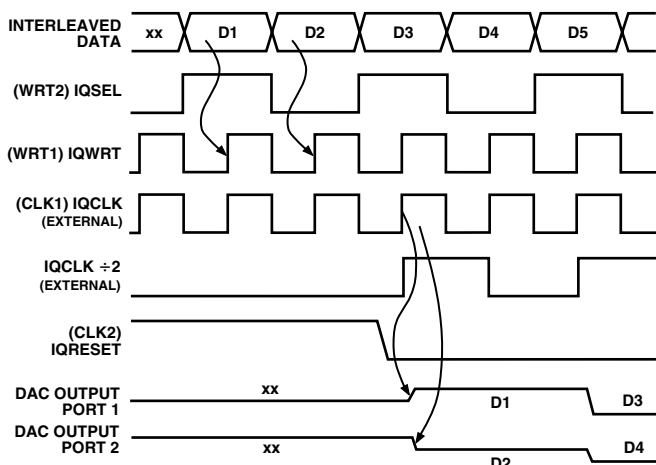 INTERLEAVED
DATA
xx D1 D2 D3 D4 D5
(WRT2) IQSEL
(WRT1) IQWRT
(CLK1) IQCLK
(EXTERNAL)
IQCLK ÷2
(EXTERNAL)
(CLK2)
IQRESET
DAC OUTPUT
PORT 1
xx D1 D3
DAC OUTPUT
PORT 2
xx D2 D4